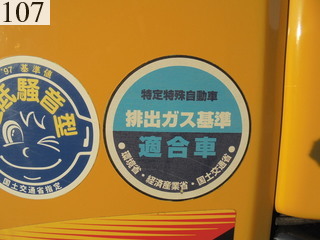 107
'97 基準値
低騒音型
国土交通省指定
特定特殊自動車
排出ガス基準
適合車
・環境省・経済産業省・国土交通省・